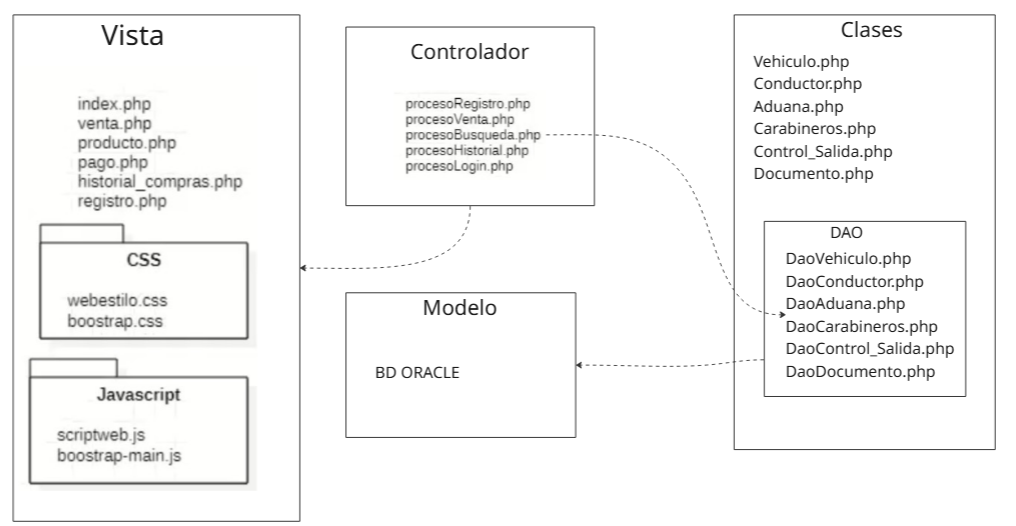 Vista
index.php
venta.php
producto.php
pago.php
historial_compras.php
registro.php
CSS
webestilo.css
boostrap.css
Javascript
scriptweb.js
boostrap-main.js
Controlador
procesoRegistro.php
procesoVenta.php
procesoBusqueda.php
procesoHistorial.php
procesoLogin.php
Modelo
BD ORACLE
Clases
Vehiculo.php
Conductor.php
Aduana.php
Carabineros.php
Control_Salida.php
Documento.php
DAO
DaoVehiculo.php
DaoConductor.php
DaoAduana.php
DaoCarabineros.php
DaoControl_Salida.php
DaoDocumento.php